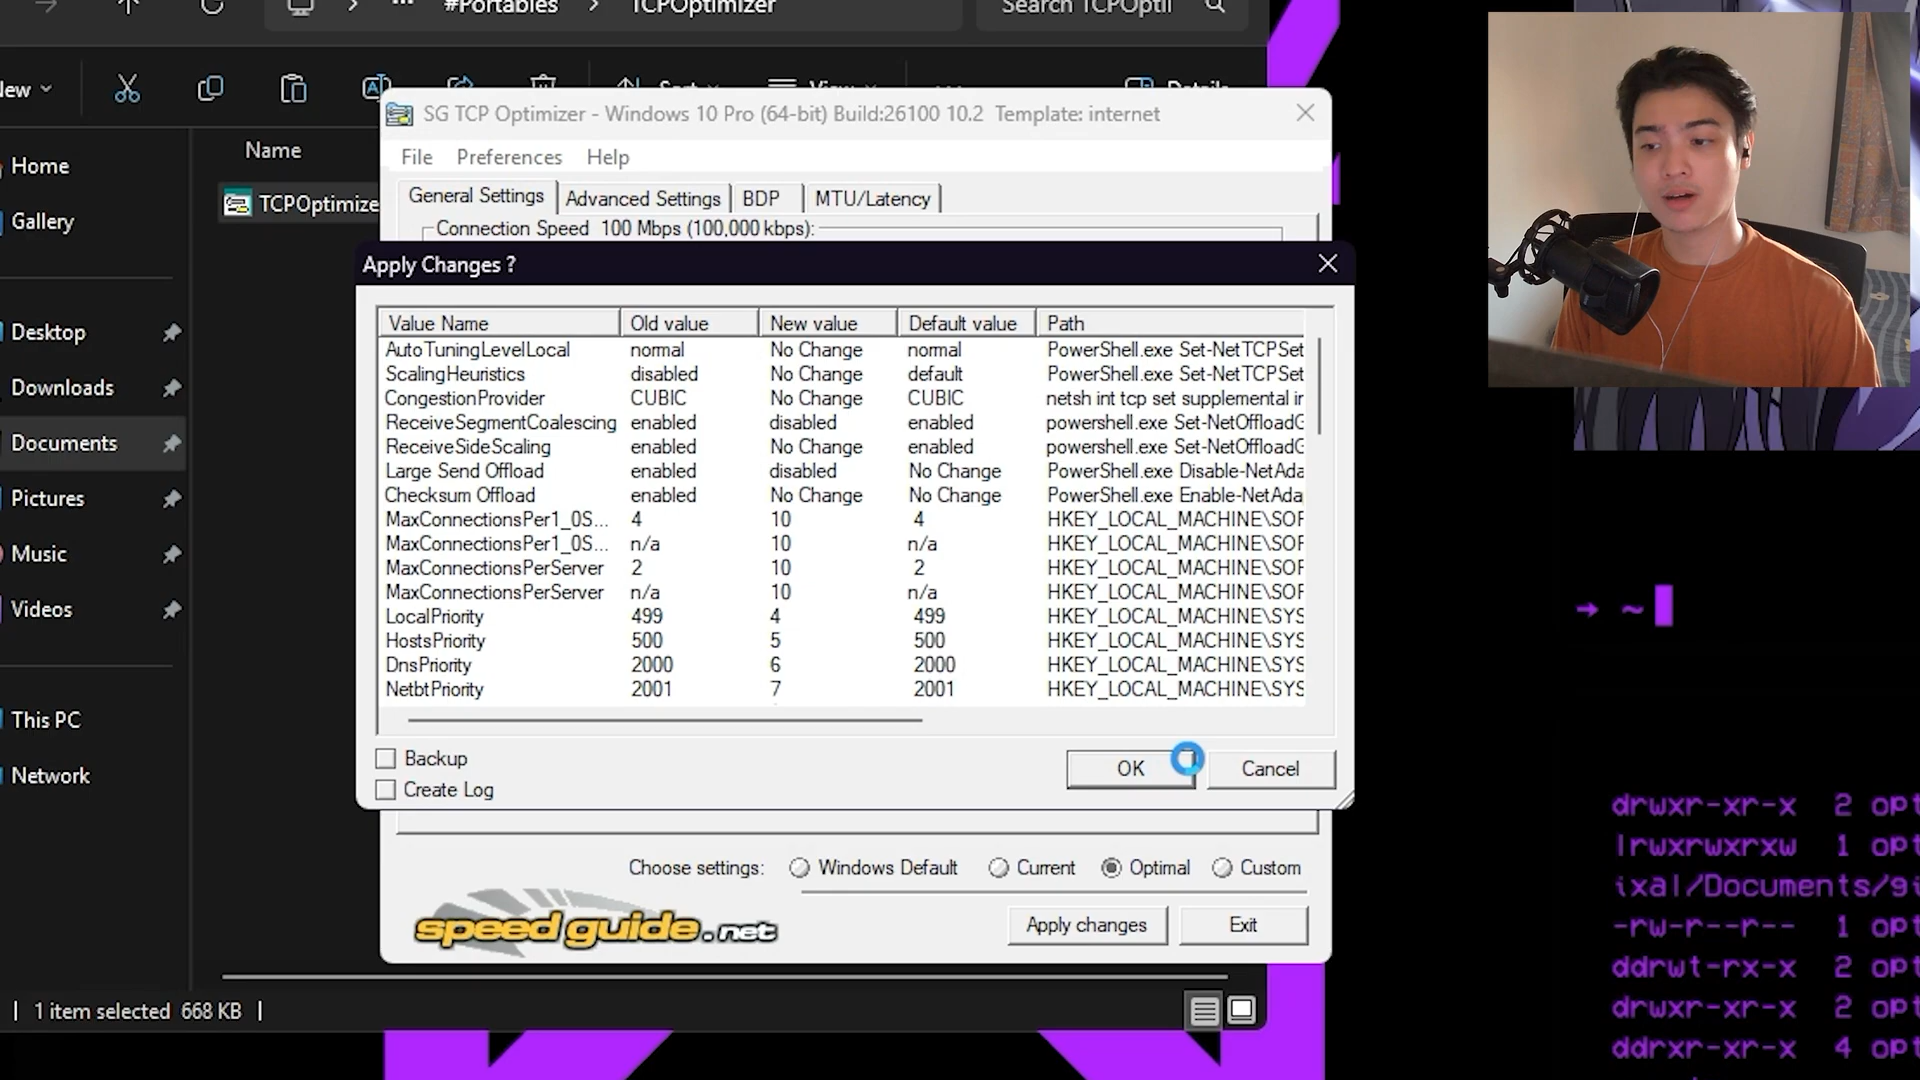 #Portables
TCPOptimizer
Search TCPOpti
Sort
View
Details
Home
Gallery
Desktop
Downloads
Documents
Pictures
Music
Videos
This PC
Network
Name
TCPOptimize
1 item selected 668 KB
SG TCP Optimizer - Windows 10 Pro (64-bit) Build:26100 10.2 Template: internet
File Preferences Help
General Settings Advanced Settings BDP MTU/Latency
Connection Speed 100 Mbps (100,000 kbps):
Apply Changes ?
Value Name Old value New value Default value Path
AutoTuningLevelLocal normal No Change normal PowerShell.exe Set-NetTCPSet
ScalingHeuristics disabled No Change default PowerShell.exe Set-NetTCPSet
CongestionProvider CUBIC No Change CUBIC netsh int tcp set supplemental in
ReceiveSegmentCoalescing enabled disabled enabled powershell.exe Set-NetOffloadG
ReceiveSideScaling enabled No Change enabled powershell.exe Set-NetOffloadG
Large Send Offload enabled disabled No Change PowerShell.exe Disable-NetAda
Checksum Offload enabled No Change No Change PowerShell.exe Enable-NetAda
MaxConnectionsPer1_0S... 4 10 4 HKEY_LOCAL_MACHINE\SOF
MaxConnectionsPer1_0S... n/a 10 n/a HKEY_LOCAL_MACHINE\SOF
MaxConnectionsPerServer 2 10 2 HKEY_LOCAL_MACHINE\SOF
MaxConnectionsPerServer n/a 10 n/a HKEY_LOCAL_MACHINE\SOF
LocalPriority 499 4 499 HKEY_LOCAL_MACHINE\SYS
HostsPriority 500 5 500 HKEY_LOCAL_MACHINE\SYS
DnsPriority 2000 6 2000 HKEY_LOCAL_MACHINE\SYS
NetbtPriority 2001 7 2001 HKEY_LOCAL_MACHINE\SYS
Backup
Create Log
OK Cancel
Choose settings: Windows Default Current Optimal Custom
speedguide.net
Apply changes Exit
→ ~
drwxr-xr-x 2 opt
lrwxrwxrxw 1 opt
ixal/Documents/gi
-rw-r--r-- 1 opt
ddrwt-rx-x 2 opt
drwxr-xr-x 2 opt
ddrxr-xr-x 4 opt